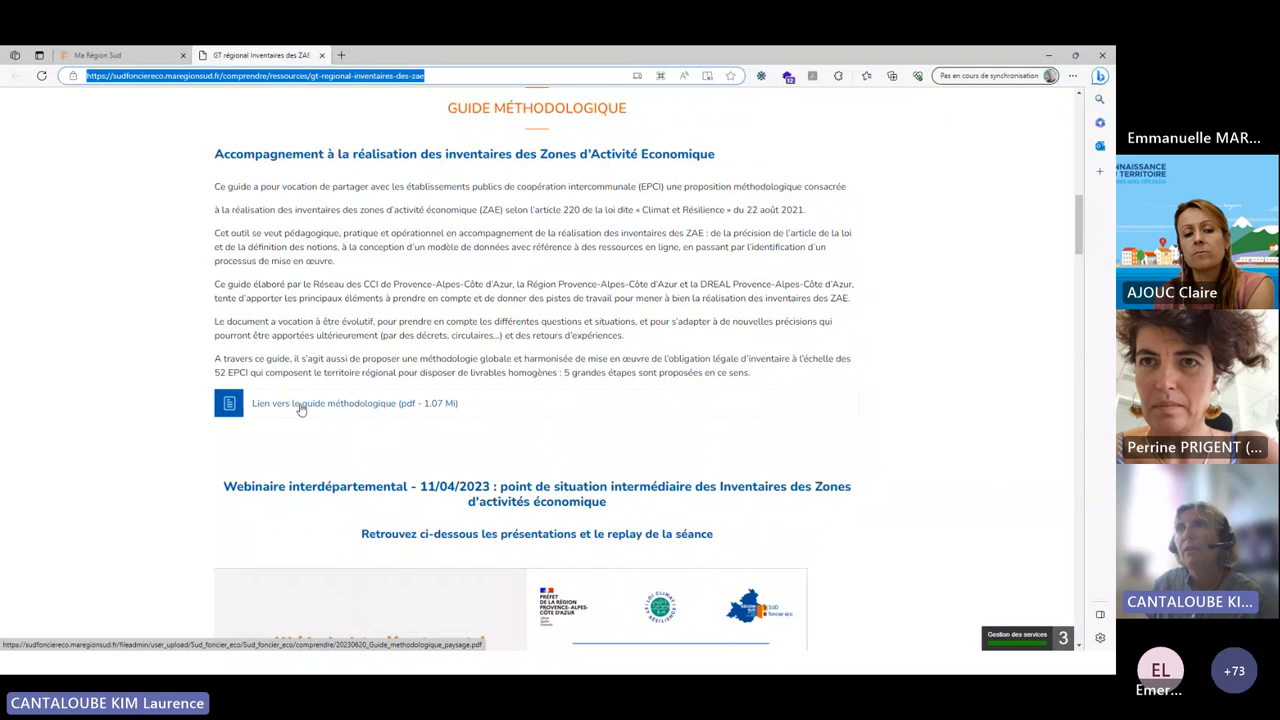 Ma Région Sud
GT régional Inventaires des ZAE
https://sudfonciereco.maregionsud.fr/comprendre/ressources/gt-regional-inventaires-des-zae
Pas en cours de synchronisation
12
GUIDE MÉTHODOLOGIQUE
Accompagnement à la réalisation des inventaires des Zones d'Activité Economique
Ce guide a pour vocation de partager avec les établissements publics de coopération intercommunale (EPCI) une proposition méthodologique consacrée
à la réalisation des inventaires des zones d'activité économique (ZAE) selon l'article 220 de la loi dite « Climat et Résilience » du 22 août 2021.
Cet outil se veut pédagogique, pratique et opérationnel en accompagnement de la réalisation des inventaires des ZAE : de la précision de l'article de la loi
et de la définition des notions, à la conception d'un modèle de données avec référence à des ressources en ligne, en passant par l'identification d'un
processus de mise en œuvre.
Ce guide élaboré par le Réseau des CCI de Provence-Alpes-Côte d'Azur, la Région Provence-Alpes-Côte d'Azur et la DREAL Provence-Alpes-Côte d'Azur,
tente d'apporter les principaux éléments à prendre en compte et de donner des pistes de travail pour mener à bien la réalisation des inventaires des ZAE.
Le document a vocation à être évolutif, pour prendre en compte les différentes questions et situations, et pour s'adapter à de nouvelles précisions qui
pourront être apportées ultérieurement (par des décrets, circulaires...) et des retours d'expériences.
A travers ce guide, il s'agit aussi de proposer une méthodologie globale et harmonisée de mise en œuvre de l'obligation légale d'inventaire à l'échelle des
52 EPCI qui composent le territoire régional pour disposer de livrables homogènes : 5 grandes étapes sont proposées en ce sens.
Lien vers le guide méthodologique (pdf - 1.07 Mi)
Webinaire interdépartemental - 11/04/2023 : point de situation intermédiaire des Inventaires des Zones
d'activités économique
Retrouvez ci-dessous les présentations et le replay de la séance
PRÉFET
DE LA RÉGION
PROVENCE-ALPES-
CÔTE D'AZUR
SUD
foncier éco
https://sudfonciereco.maregionsud.fr/fileadmin/user_upload/Sud_foncier_eco/Sud_foncier_eco/comprendre/20230620_Guide_methodologique_paysage.pdf
Gestion des services
3
Emmanuelle MAR...
NNAISSANCE
TERRITOIRE
AJOUC Claire
Perrine PRIGENT (...
CANTALOUBE KI...
EL
Emer...
+73
CANTALOUBE KIM Laurence